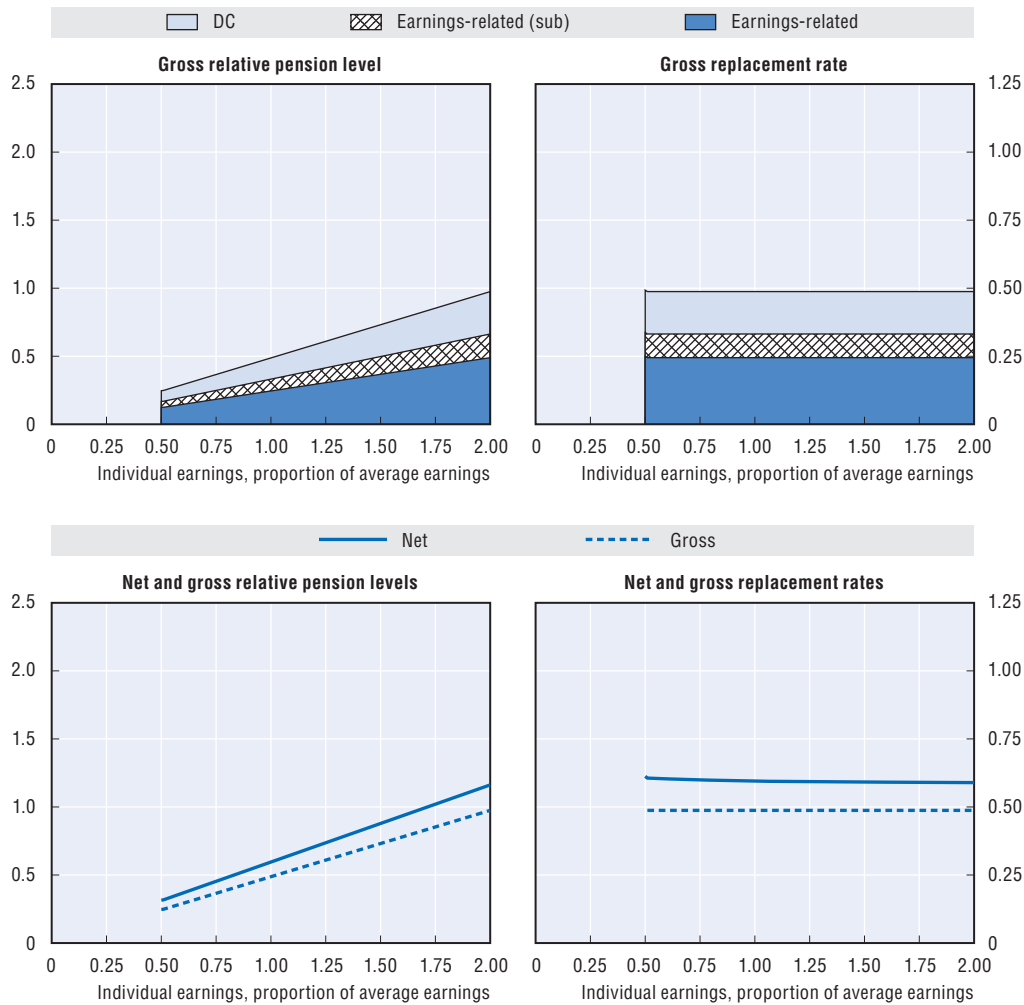 DC Earnings-related (sub) Earnings-related
Gross relative pension level
2.5
2.0
1.5
1.0
0.5
0
0 0.25 0.50 0.75 1.00 1.25 1.50 1.75 2.00
Individual earnings, proportion of average earnings
Gross replacement rate
1.25
1.00
0.75
0.50
0.25
0
0 0.25 0.50 0.75 1.00 1.25 1.50 1.75 2.00
Individual earnings, proportion of average earnings
Net Gross
Net and gross relative pension levels
2.5
2.0
1.5
1.0
0.5
0
0 0.25 0.50 0.75 1.00 1.25 1.50 1.75 2.00
Individual earnings, proportion of average earnings
Net and gross replacement rates
1.25
1.00
0.75
0.50
0.25
0
0 0.25 0.50 0.75 1.00 1.25 1.50 1.75 2.00
Individual earnings, proportion of average earnings